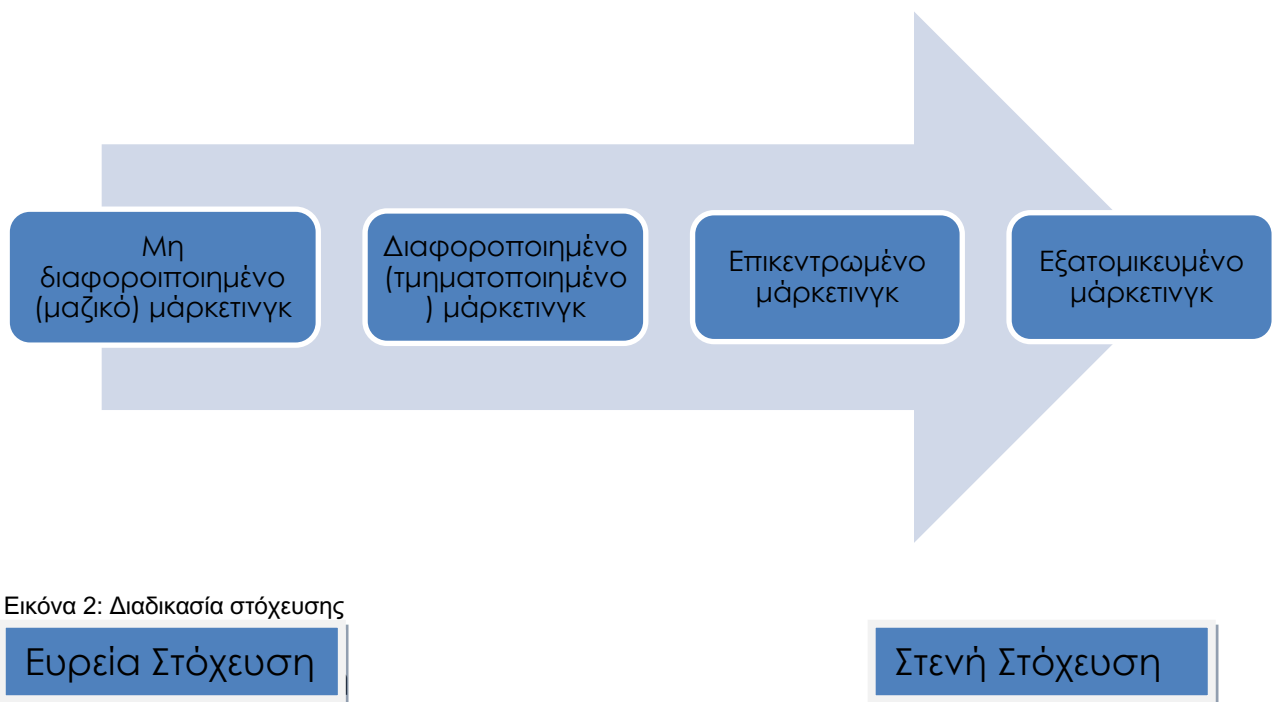 Μη
διαφοροιποιημένο
(μαζικό) μάρκετινγκ
Διαφοροποιημένο
(τμηματοποιημένο
) μάρκετινγκ
Επικεντρωμένο
μάρκετινγκ
Εξατομικευμένο
μάρκετινγκ
Εικόνα 2: Διαδικασία στόχευσης
Ευρεία Στόχευση
Στενή Στόχευση